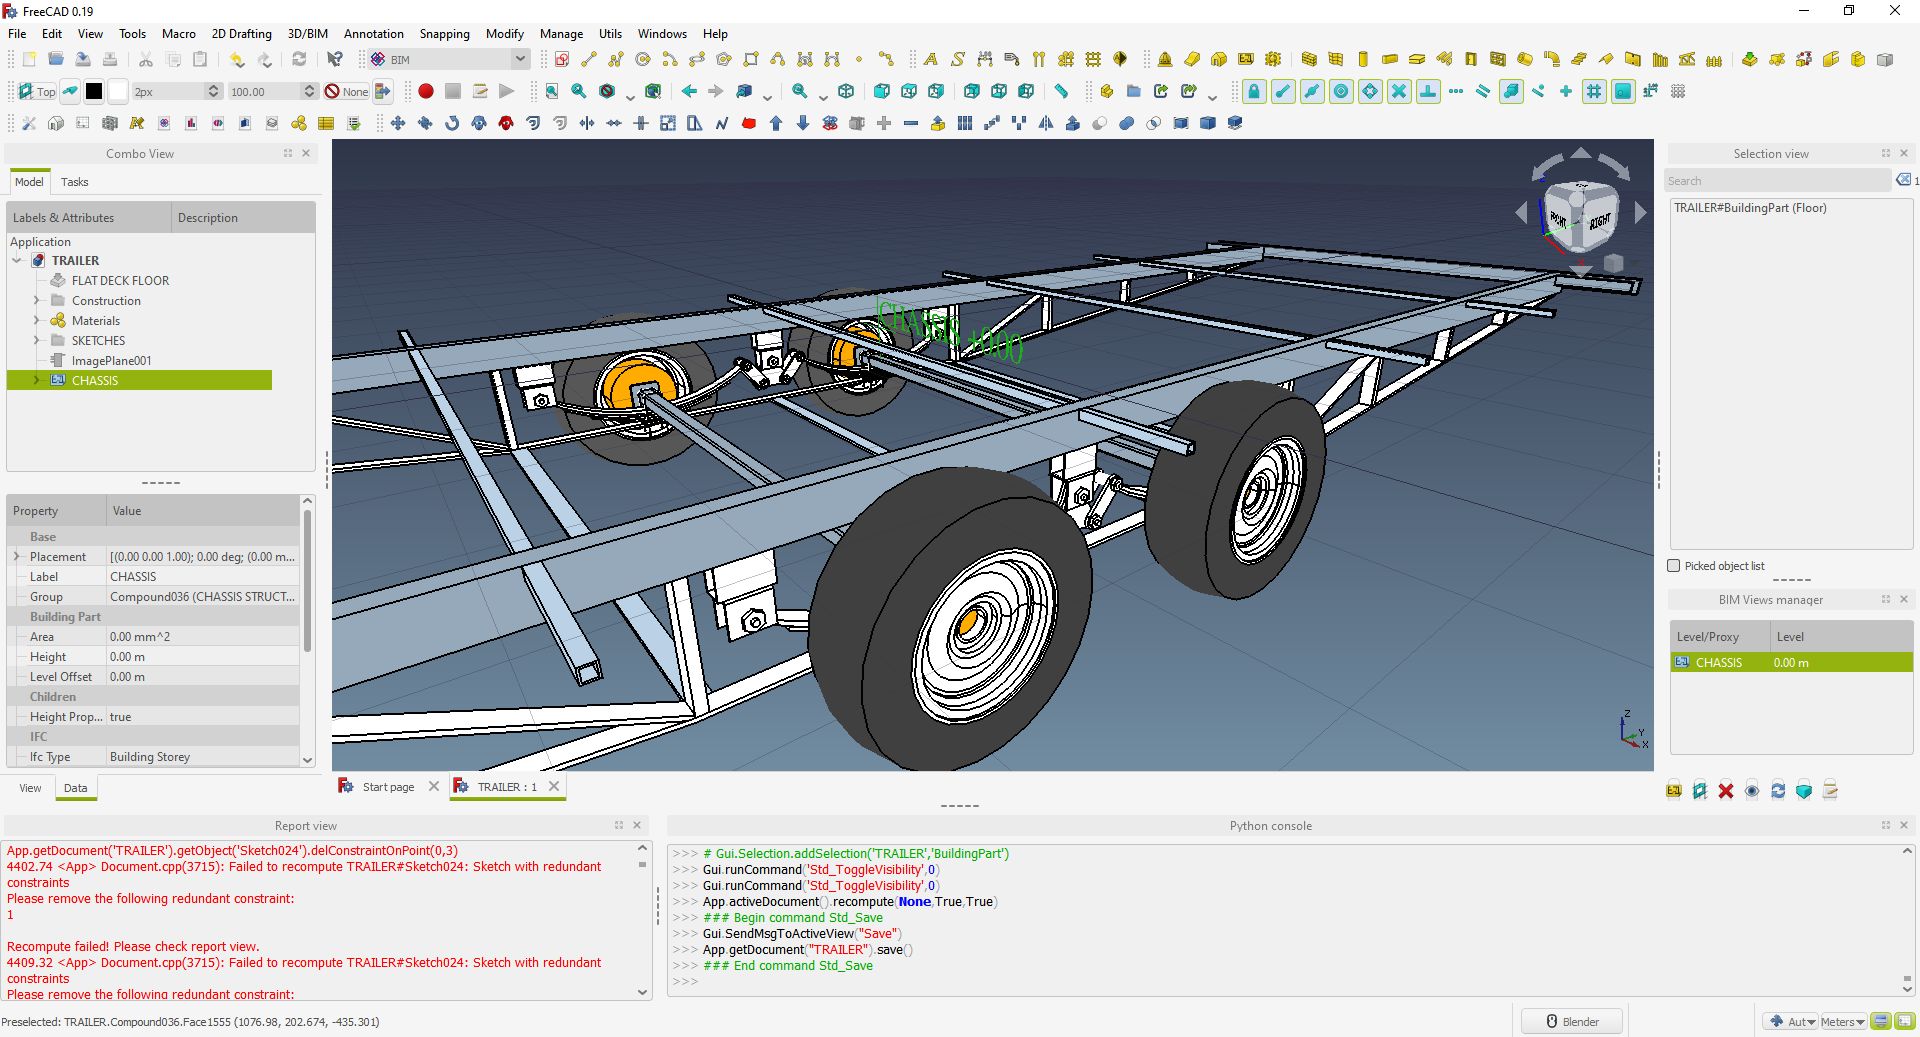 FreeCAD 0.19
File Edit View Tools Macro 2D Drafting 3D/BIM Annotation Snapping Modify Manage Utils Windows Help
BIM
Top 2px 100.00 None
Combo View
Model Tasks
Labels & Attributes Description
Application
TRAILER
FLAT DECK FLOOR
Construction
Materials
SKETCHES
ImagePlane001
CHASSIS
Property Value
Base
Placement [(0.00 0.00 1.00); 0.00 deg; (0.00 m...
Label CHASSIS
Group Compound036 (CHASSIS STRUCT...
Building Part
Area 0.00 mm^2
Height 0.00 m
Level Offset 0.00 m
Children
Height Prop... true
IFC
Ifc Type Building Storey
View Data
CHASSIS +0.00
RIGHT
Z
Y
X
Start page TRAILER : 1
Selection view
Search 1
TRAILER#BuildingPart (Floor)
Picked object list
BIM Views manager
Level/Proxy Level
CHASSIS 0.00 m
Report view
App.getDocument('TRAILER').getObject('Sketch024').delConstraintOnPoint(0,3)
4402.74 <App> Document.cpp(3715): Failed to recompute TRAILER#Sketch024: Sketch with redundant
constraints
Please remove the following redundant constraint:
1
Recompute failed! Please check report view.
4409.32 <App> Document.cpp(3715): Failed to recompute TRAILER#Sketch024: Sketch with redundant
constraints
Please remove the following redundant constraint:
Python console
>>> # Gui.Selection.addSelection('TRAILER','BuildingPart')
>>> Gui.runCommand('Std_ToggleVisibility',0)
>>> Gui.runCommand('Std_ToggleVisibility',0)
>>> App.activeDocument().recompute(None,True,True)
>>> ### Begin command Std_Save
>>> Gui.SendMsgToActiveView("Save")
>>> App.getDocument("TRAILER").save()
>>> ### End command Std_Save
>>>
Preselected: TRAILER.Compound036.Face1555 (1076.98, 202.674, -435.301)
Blender
Aut Meters